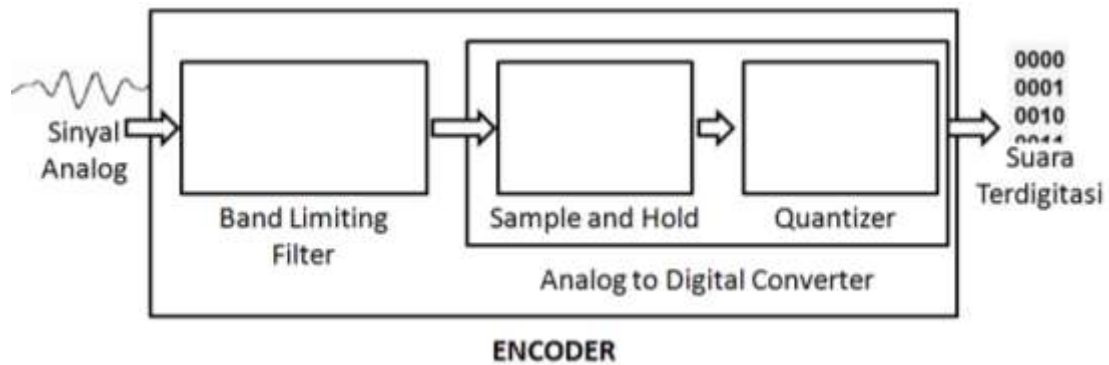 Sinyal
Analog
Band Limiting
Filter
Sample and Hold
Quantizer
Analog to Digital Converter
ENCODER
0000
0001
0010
Suara
Terdigitasi